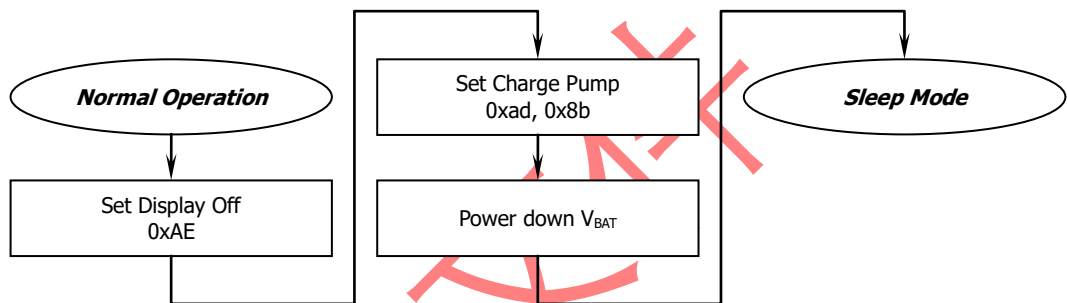 Normal Operation
Set Display Off
0xAE
Set Charge Pump
0xad, 0x8b
Power down VBAT
Sleep Mode